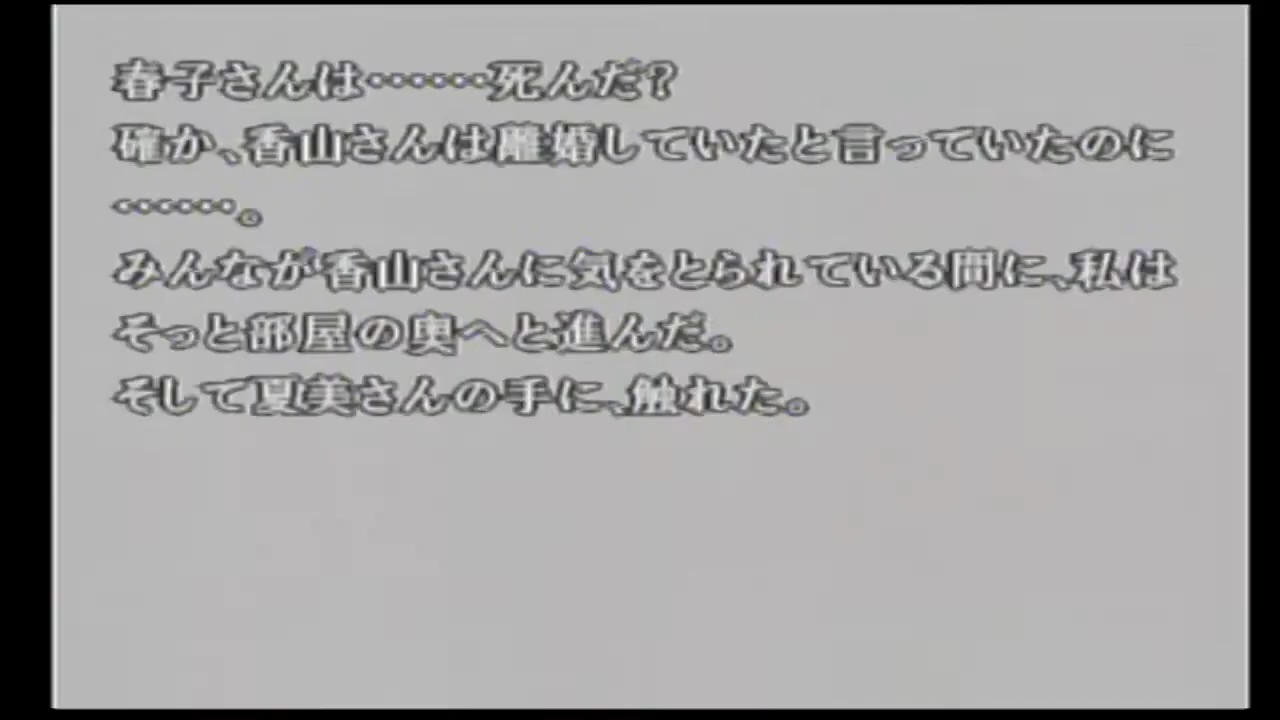 春子さんは……死んだ？
確か、香山さんは離婚していたと言っていたのに
……。
みんなが香山さんに気をとられている間に、私は
そっと部屋の奥へと進んだ。
そして夏美さんの手に、触れた。